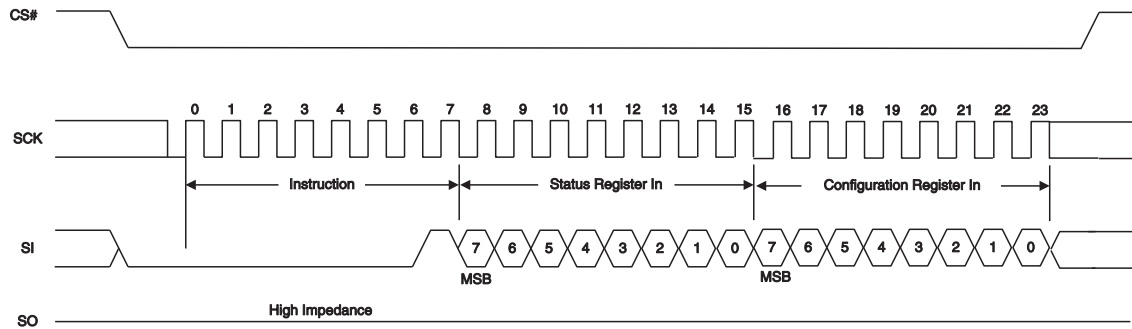 CS#
0 1 2 3 4 5 6 7 8 9 10 11 12 13 14 15 16 17 18 19 20 21 22 23
SCK
Instruction Status Register In Configuration Register In
SI 7 6 5 4 3 2 1 0 7 6 5 4 3 2 1 0
MSB MSB
High Impedance
SO